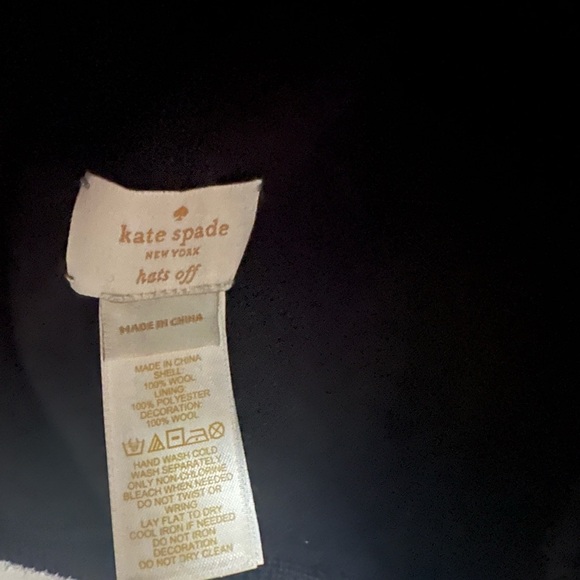 kate spade
NEW YORK
hats off
MADE IN CHINA
MADE IN CHINA
SHELL:
100% WOOL
LINING:
100% POLYESTER
DECORATION:
100% WOOL
HAND WASH COLD
WASH SEPARATELY
ONLY NON-CHLORINE
BLEACH WHEN NEEDED
DO NOT TWIST OR
WRING
LAY FLAT TO DRY
COOL IRON IF NEEDED
DO NOT IRON
DECORATION
DO NOT DRY CLEAN